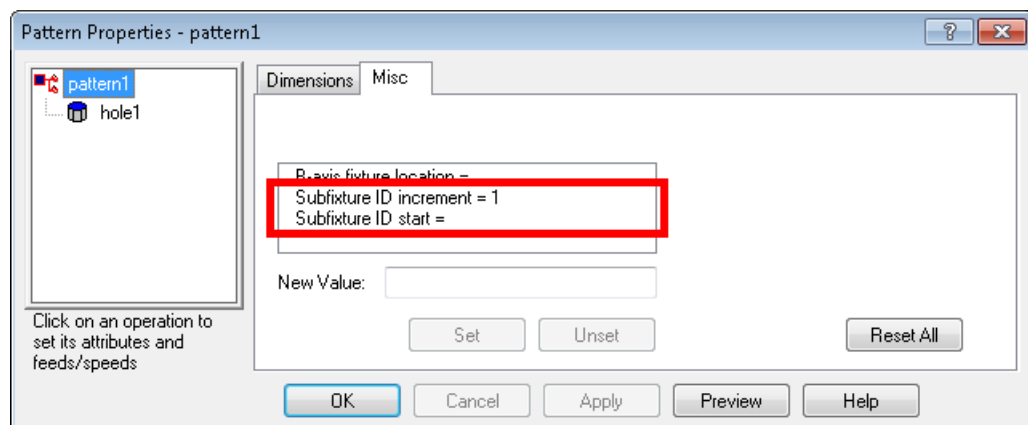 Pattern Properties - pattern1
pattern1
hole1
Click on an operation to
set its attributes and
feeds/speeds
Dimensions
Misc
B-axis fixture location =
Subfixture ID increment = 1
Subfixture ID start =
New Value:
Set
Unset
Reset All
OK
Cancel
Apply
Preview
Help